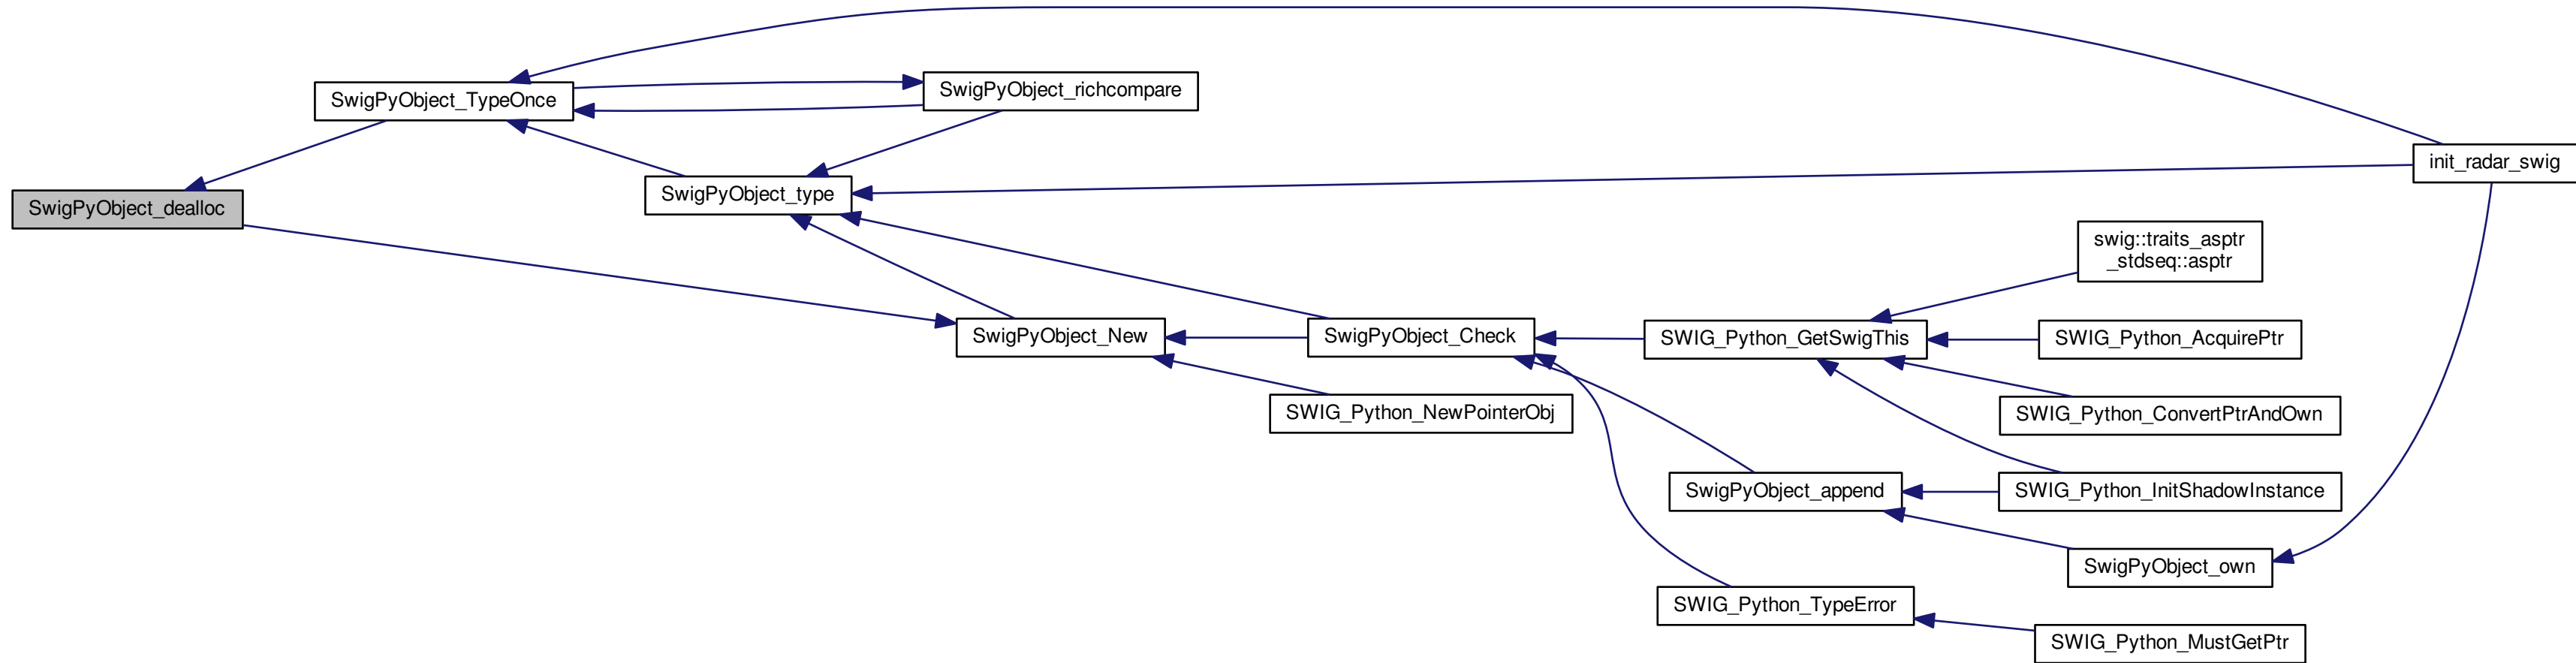 SwigPyObject_TypeOnce
SwigPyObject_richcompare
init_radar_swig
SwigPyObject_type
SwigPyObject_dealloc
swig::traits_asptr
_stdseq::asptr
SwigPyObject_New
SwigPyObject_Check
SWIG_Python_GetSwigThis
SWIG_Python_AcquirePtr
SWIG_Python_NewPointerObj
SWIG_Python_ConvertPtrAndOwn
SwigPyObject_append
SWIG_Python_InitShadowInstance
SwigPyObject_own
SWIG_Python_TypeError
SWIG_Python_MustGetPtr